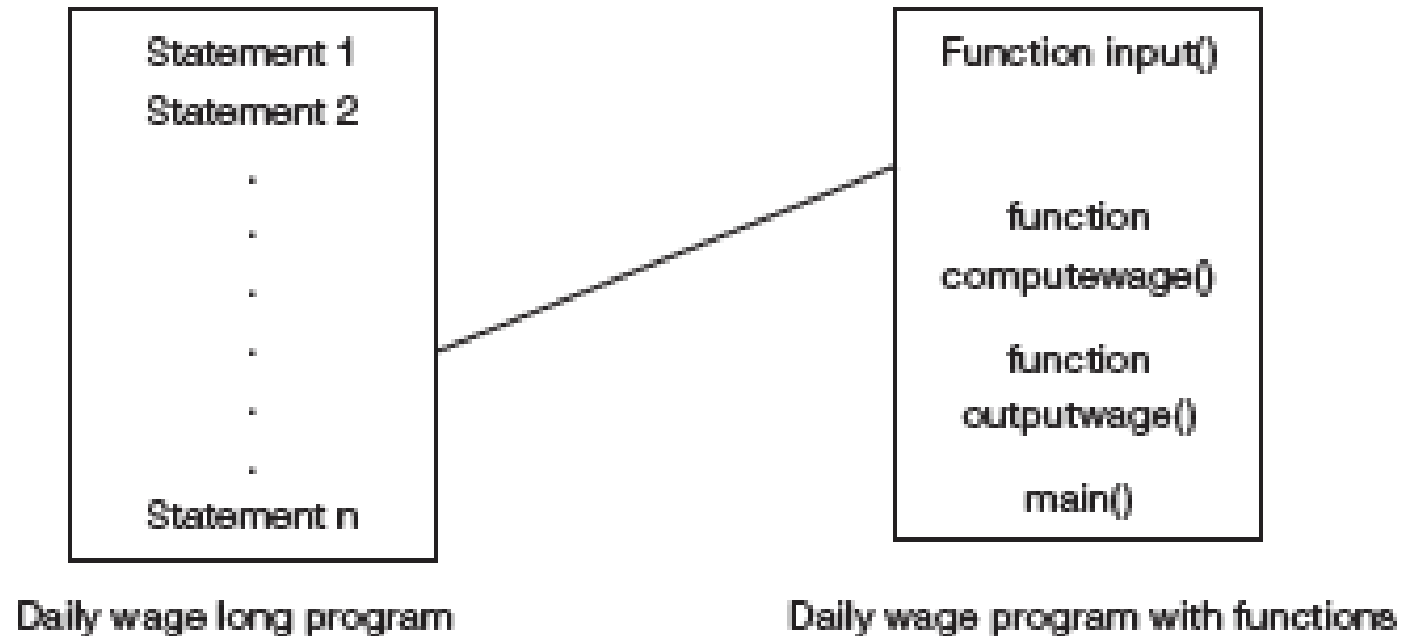 Statement 1
Statement 2
.
.
.
.
.
.
Statement n
Daily wage long program
Function input()
function
computewage()
function
outputwage()
main()
Daily wage program with functions